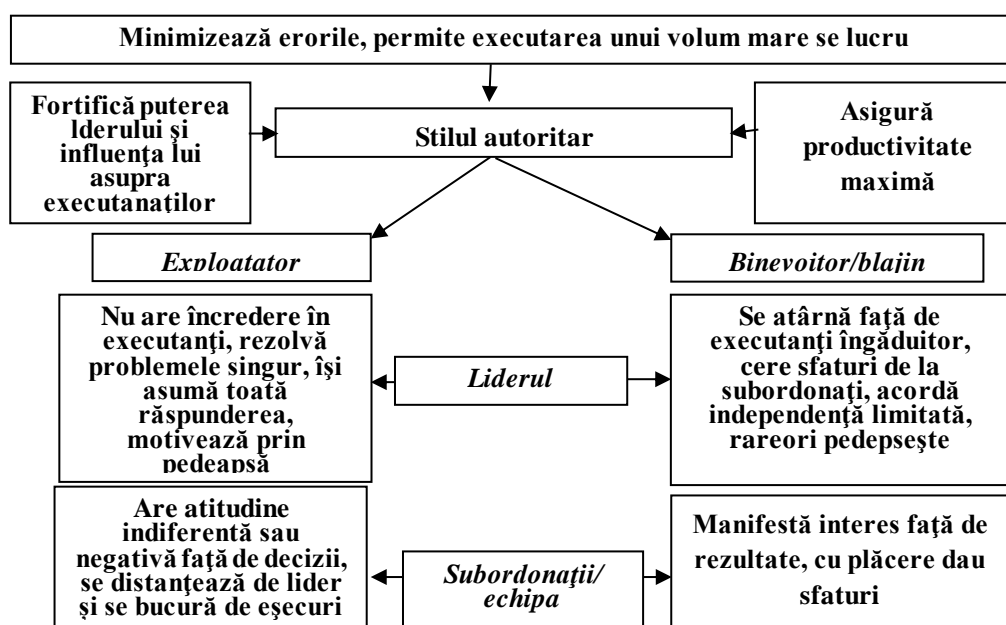 Minimizează erorile, permite executarea unui volum mare se lucru
Fortifică puterea
lderului şi
influenţa lui
asupra
executanaţilor
Stilul autoritar
Asigură
productivitate
maximă
Exploatator
Binevoitor/blajin
Nu are încredere în
executanţi, rezolvă
problemele singur, îşi
asumă toată
răspunderea,
motivează prin
pedeapsă
Liderul
Se atârnă faţă de
executanţi îngăduitor,
cere sfaturi de la
subordonaţi, acordă
independenţă limitată,
rareori pedepseşte
Are atitudine
indiferentă sau
negativă faţă de decizii,
se distanţează de lider
şi se bucură de eşecuri
Subordonaţii/
echipa
Manifestă interes faţă de
rezultate, cu plăcere dau
sfaturi